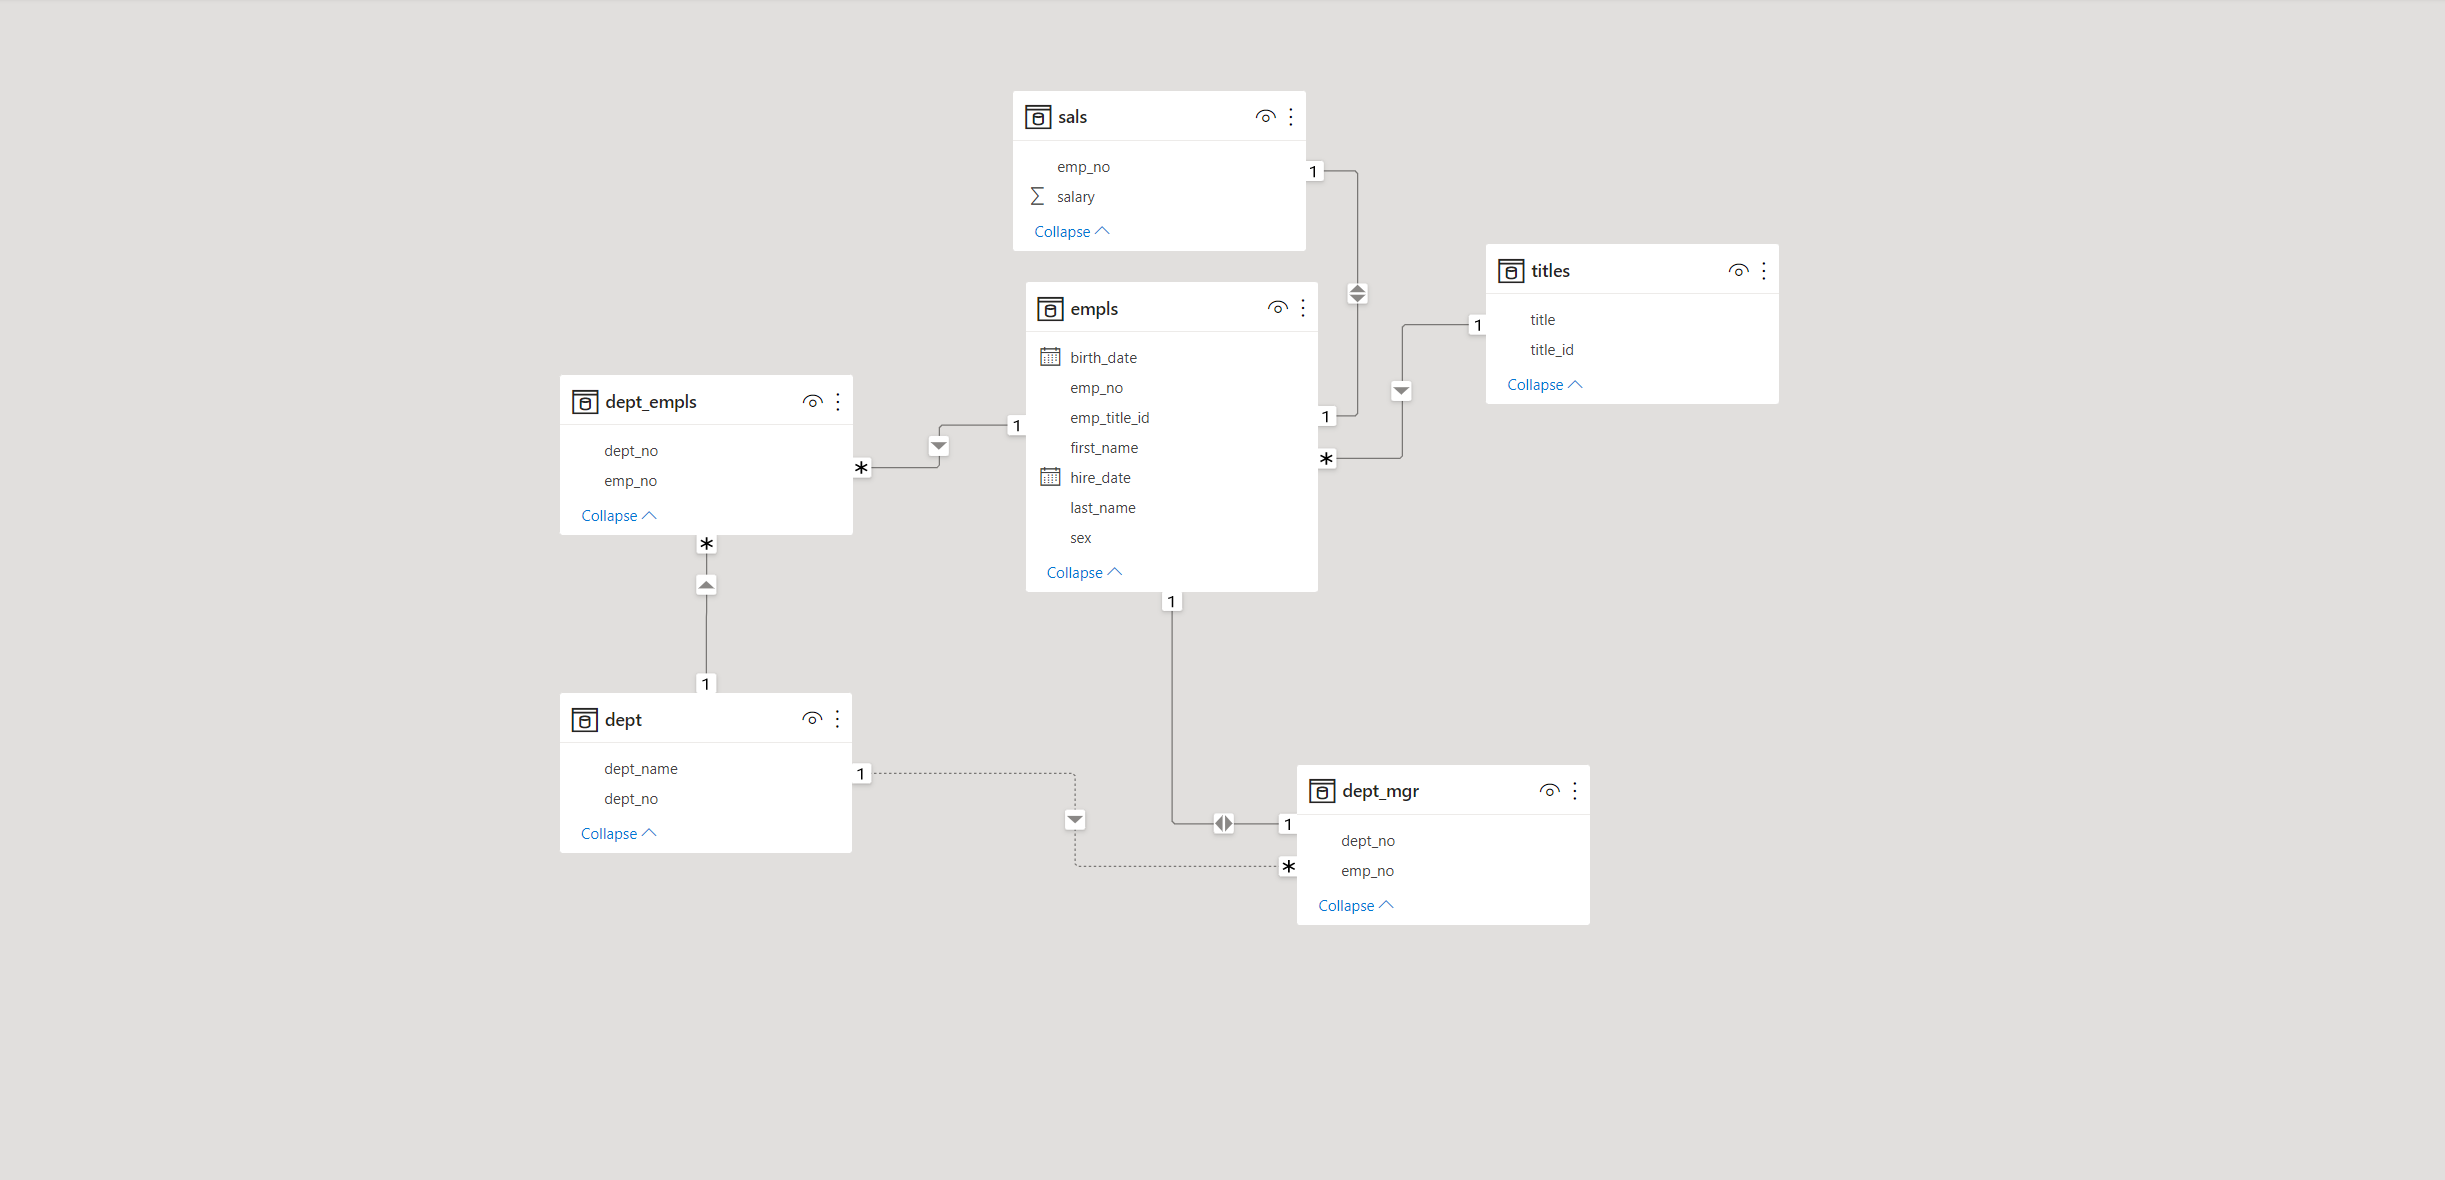 sals
emp_no
salary
Collapse
1
titles
title
title_id
Collapse
1
empls
birth_date
emp_no
emp_title_id
first_name
hire_date
last_name
sex
Collapse
1
1
*
1
dept_empls
dept_no
emp_no
Collapse
*
*
1
dept
dept_name
dept_no
Collapse
1
dept_mgr
dept_no
emp_no
Collapse
1
*